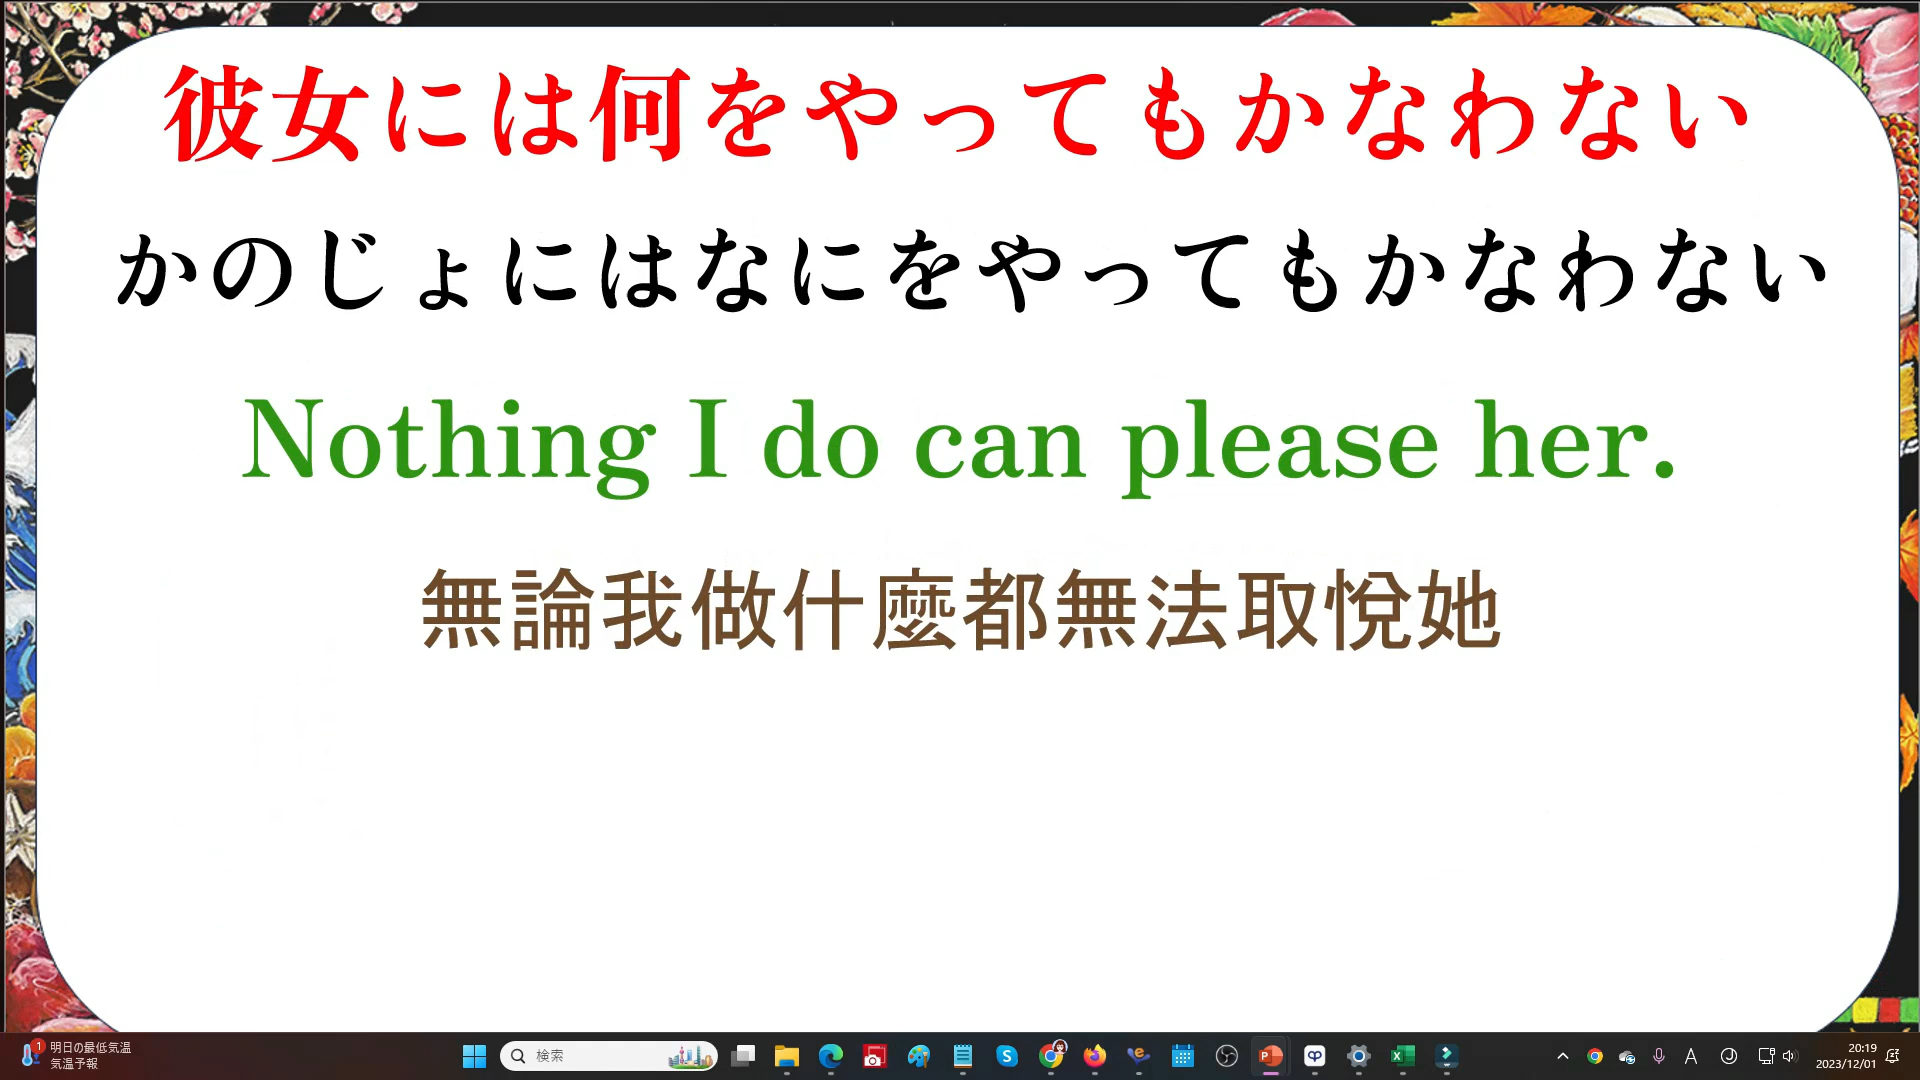 彼女には何をやってもかなわない
かのじょにはなにをやってもかなわない
Nothing I do can please her.
無論我做什麼都無法取悅她
1
明日の最低気温
気温予報
検索
A
20:19
2023/12/01